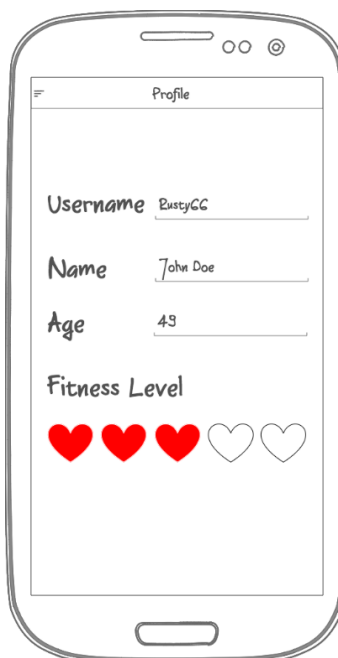 Profile
Username Rusty66
Name John Doe
Age 49
Fitness Level